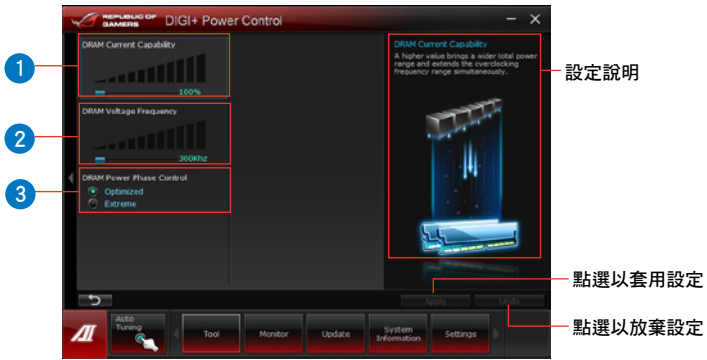 REPUBLIC OF
GAMERS
DIGI+ Power Control
DRAM Current Capability
100%
DRAM Voltage Frequency
300Khz
DRAM Power Phase Control
Optimized
Extreme
DRAM Current Capability
A higher value brings a wider total power
range and extends the overclocking
frequency range simultaneously.
1
2
3
設定說明
點選以套用設定
點選以放棄設定
Apply
Undo
Auto
Tuning
Tool
Monitor
Update
System
Information
Settings